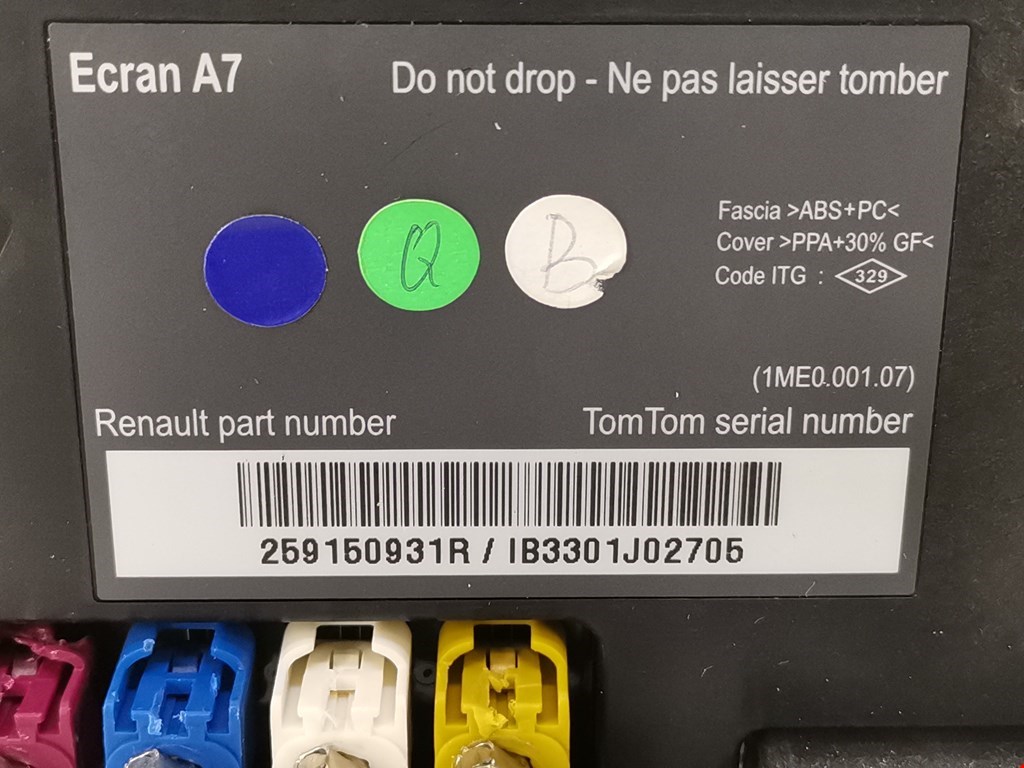 Ecran A7
Do not drop - Ne pas laisser tomber
Q
B
Fascia >ABS+PC<
Cover >PPA+30% GF<
Code ITG : 329
(1ME0.001.07)
Renault part number
TomTom serial number
259150931R / IB3301J02705